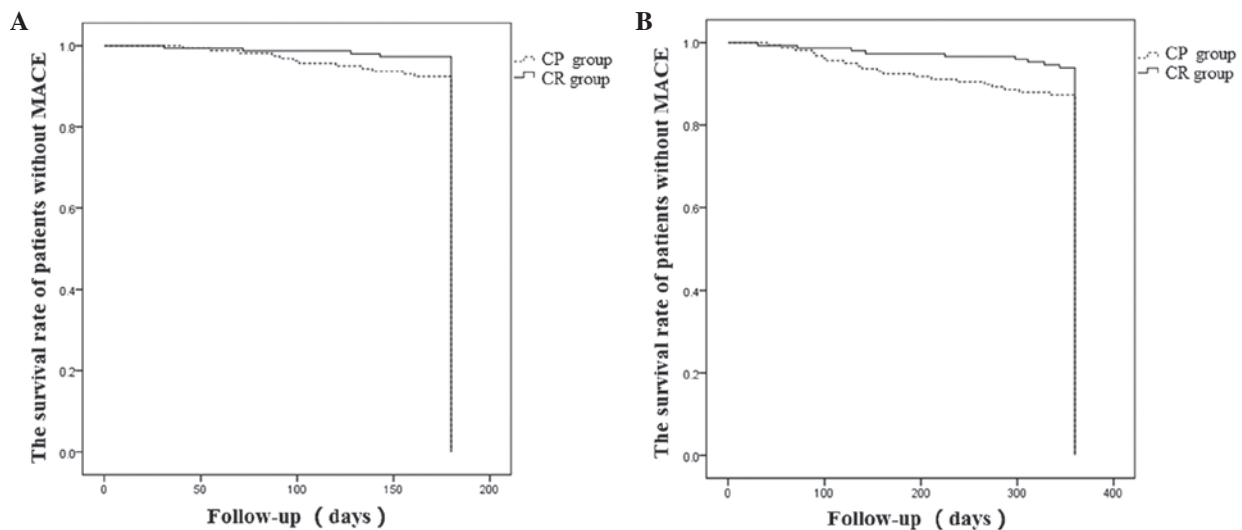 A
The survival rate of patients without MACE
1.0
0.8
0.6
0.4
0.2
0.0
0
50
100
150
200
Follow-up ( days )
CP group
CR group
B
The survival rate of patients without MACE
1.0
0.8
0.6
0.4
0.2
0.0
0
100
200
300
400
Follow-up ( days )
CP group
CR group